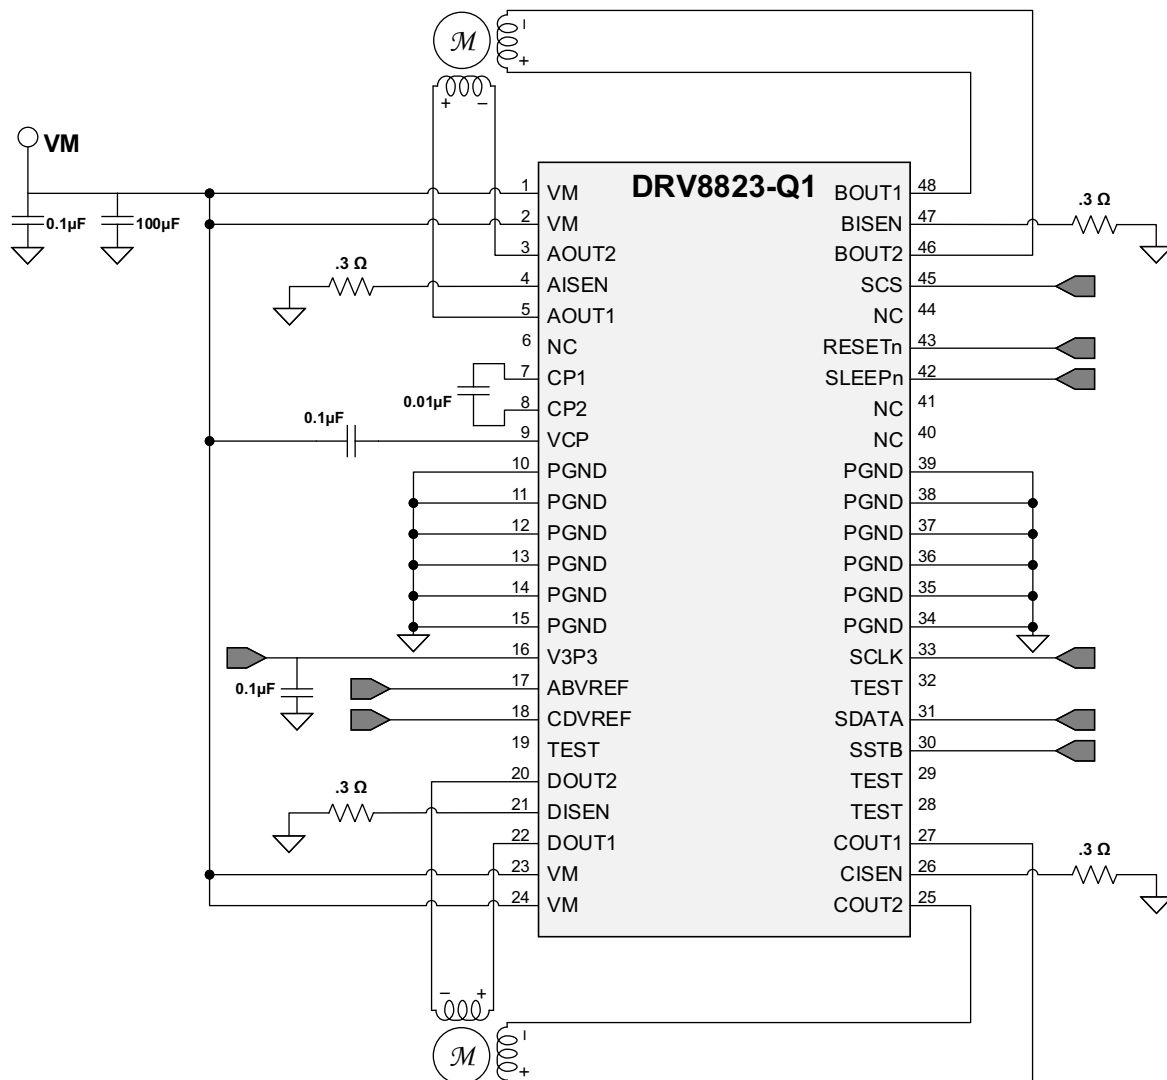 M
−
+
+ −
VM
0.1µF
100µF
DRV8823-Q1
1 VM
2 VM
3 AOUT2
4 AISEN
.3 Ω
5 AOUT1
6 NC
7 CP1
0.01µF
8 CP2
0.1µF
9 VCP
10 PGND
11 PGND
12 PGND
13 PGND
14 PGND
15 PGND
16 V3P3
0.1µF
17 ABVREF
18 CDVREF
19 TEST
20 DOUT2
.3 Ω
21 DISEN
22 DOUT1
23 VM
24 VM
BOUT1 48
BISEN 47
.3 Ω
BOUT2 46
SCS 45
NC 44
RESETn 43
SLEEPn 42
NC 41
NC 40
PGND 39
PGND 38
PGND 37
PGND 36
PGND 35
PGND 34
SCLK 33
TEST 32
SDATA 31
SSTB 30
TEST 29
TEST 28
COUT1 27
CISEN 26
.3 Ω
COUT2 25
− +
M
−
+